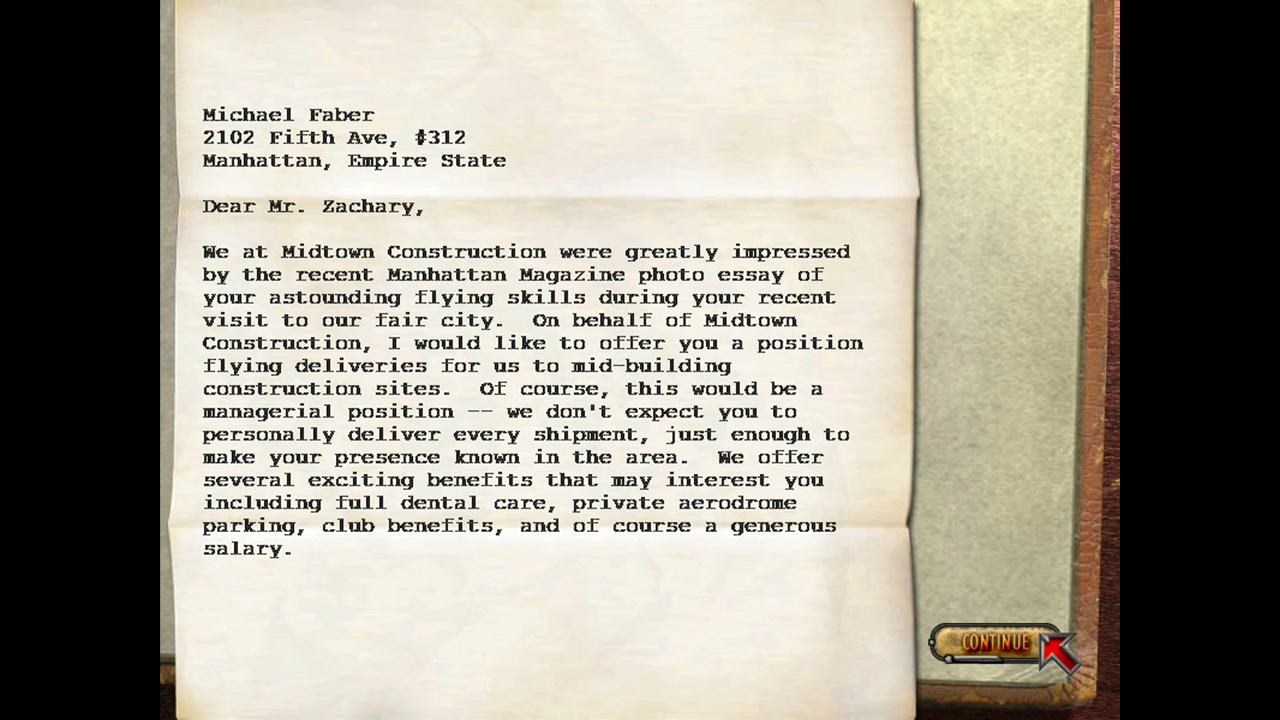 Michael Faber
2102 Fifth Ave, #312
Manhattan, Empire State
Dear Mr. Zachary,
We at Midtown Construction were greatly impressed
by the recent Manhattan Magazine photo essay of
your astounding flying skills during your recent
visit to our fair city.  On behalf of Midtown
Construction, I would like to offer you a position
flying deliveries for us to mid-building
construction sites.  Of course, this would be a
managerial position -- we don't expect you to
personally deliver every shipment, just enough to
make your presence known in the area.  We offer
several exciting benefits that may interest you
including full dental care, private aerodrome
parking, club benefits, and of course a generous
salary.
CONTINUE